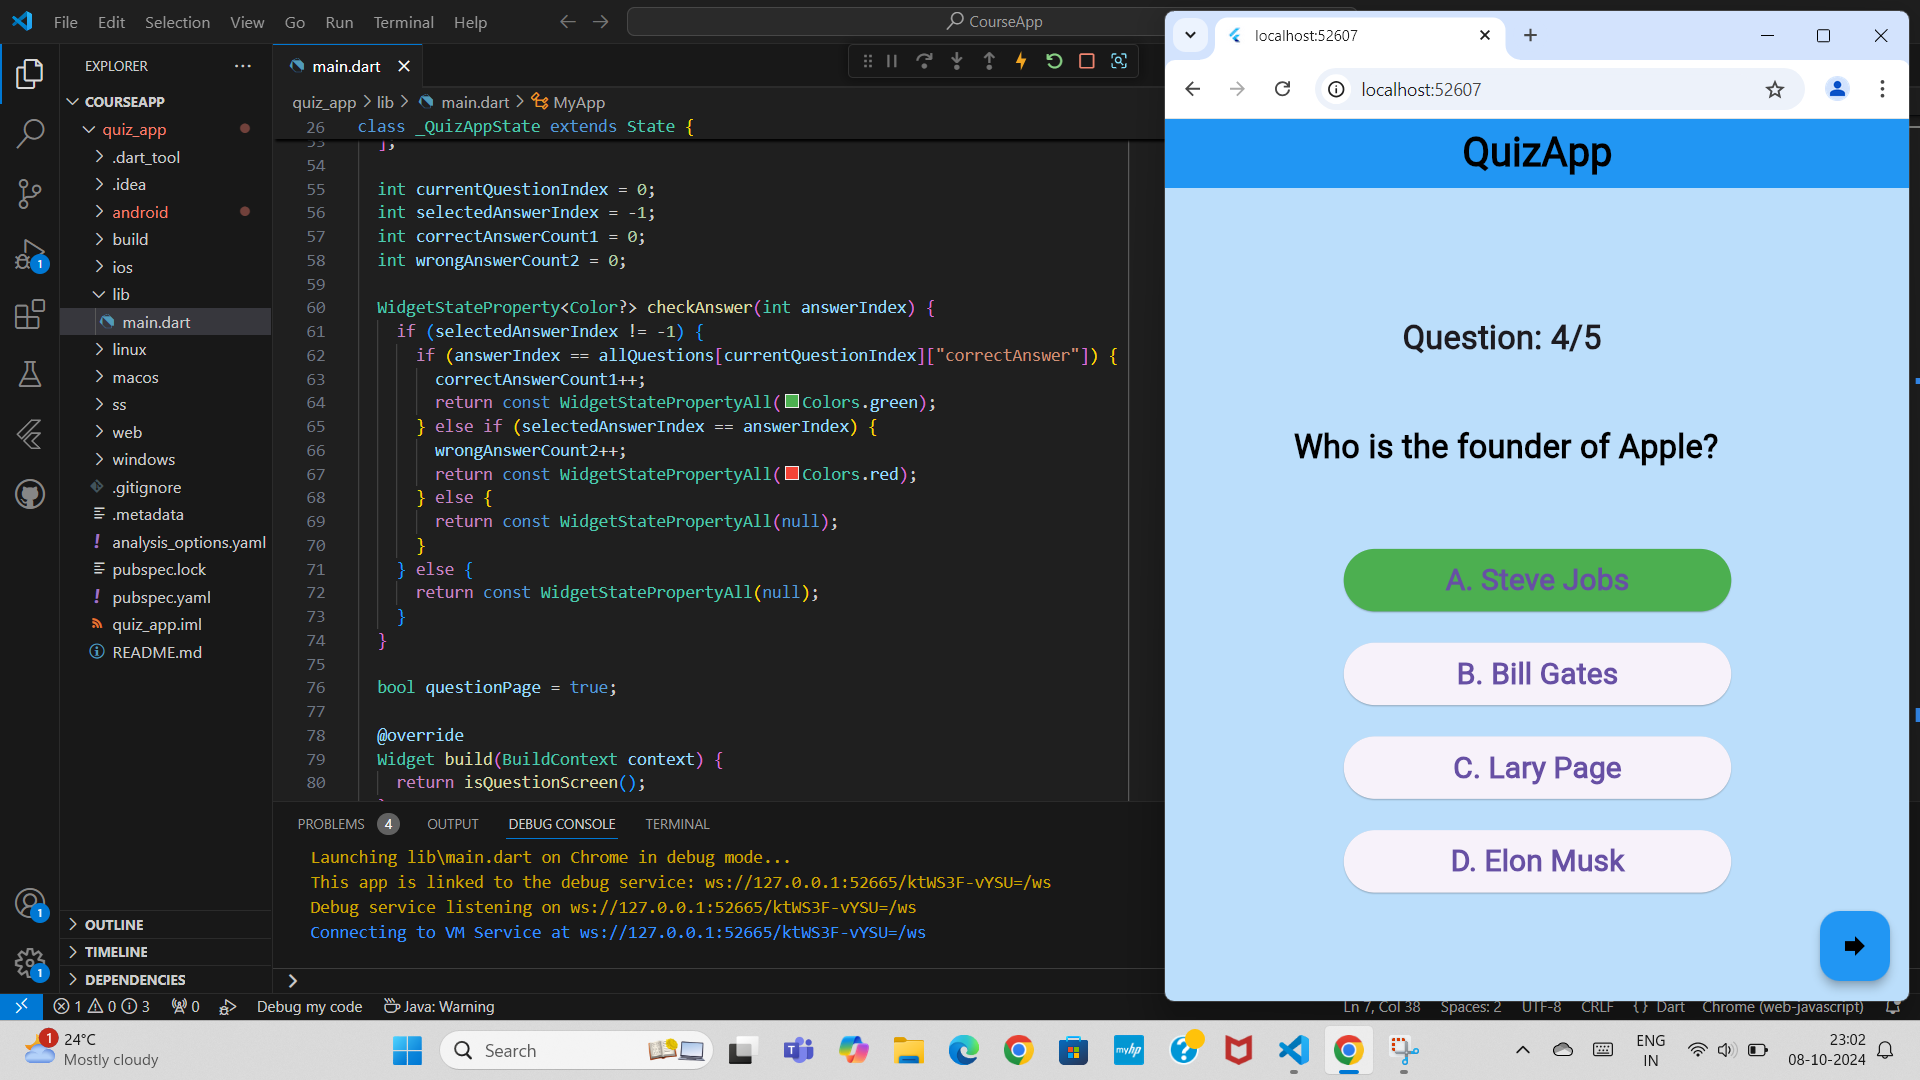 File Edit Selection View Go Run Terminal Help
CourseApp
EXPLORER
COURSEAPP
quiz_app
.dart_tool
.idea
android
build
ios
lib
main.dart
linux
macos
ss
web
windows
.gitignore
.metadata
analysis_options.yaml
pubspec.lock
pubspec.yaml
quiz_app.iml
README.md
OUTLINE
TIMELINE
DEPENDENCIES
1
1
1
main.dart
quiz_app > lib > main.dart > MyApp
26 class _QuizAppState extends State {
53 ];
54
55 int currentQuestionIndex = 0;
56 int selectedAnswerIndex = -1;
57 int correctAnswerCount1 = 0;
58 int wrongAnswerCount2 = 0;
59
60 WidgetStateProperty<Color?> checkAnswer(int answerIndex) {
61 if (selectedAnswerIndex != -1) {
62 if (answerIndex == allQuestions[currentQuestionIndex]["correctAnswer"]) {
63 correctAnswerCount1++;
64 return const WidgetStatePropertyAll(Colors.green);
65 } else if (selectedAnswerIndex == answerIndex) {
66 wrongAnswerCount2++;
67 return const WidgetStatePropertyAll(Colors.red);
68 } else {
69 return const WidgetStatePropertyAll(null);
70 }
71 } else {
72 return const WidgetStatePropertyAll(null);
73 }
74 }
75
76 bool questionPage = true;
77
78 @override
79 Widget build(BuildContext context) {
80 return isQuestionScreen();
PROBLEMS 4 OUTPUT DEBUG CONSOLE TERMINAL
Launching lib\main.dart on Chrome in debug mode...
This app is linked to the debug service: ws://127.0.0.1:52665/ktWS3F-vYSU=/ws
Debug service listening on ws://127.0.0.1:52665/ktWS3F-vYSU=/ws
Connecting to VM Service at ws://127.0.0.1:52665/ktWS3F-vYSU=/ws
>
1 0 3 0 Debug my code Java: Warning
Ln 7, Col 38 Spaces: 2 UTF-8 CRLF {} Dart Chrome (web-javascript)
localhost:52607
localhost:52607
QuizApp
Question: 4/5
Who is the founder of Apple?
A. Steve Jobs
B. Bill Gates
C. Lary Page
D. Elon Musk
1
24°C
Mostly cloudy
Search
myhp
ENG
IN
23:02
08-10-2024